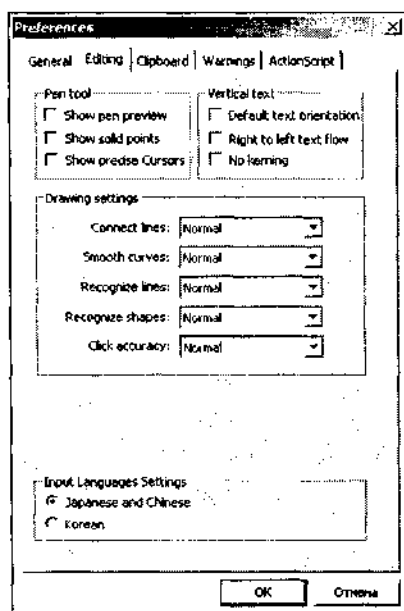 Preferences
General Editing Clipboard Warnings ActionScript
Pen tool
Show pen preview
Show solid points
Show precise Cursors
Vertical text
Default text orientation
Right to left text flow
No kerning
Drawing settings
Connect lines: Normal
Smooth curves: Normal
Recognize lines: Normal
Recognize shapes: Normal
Click accuracy: Normal
Input Languages Settings
Japanese and Chinese
Korean
OK Отмена